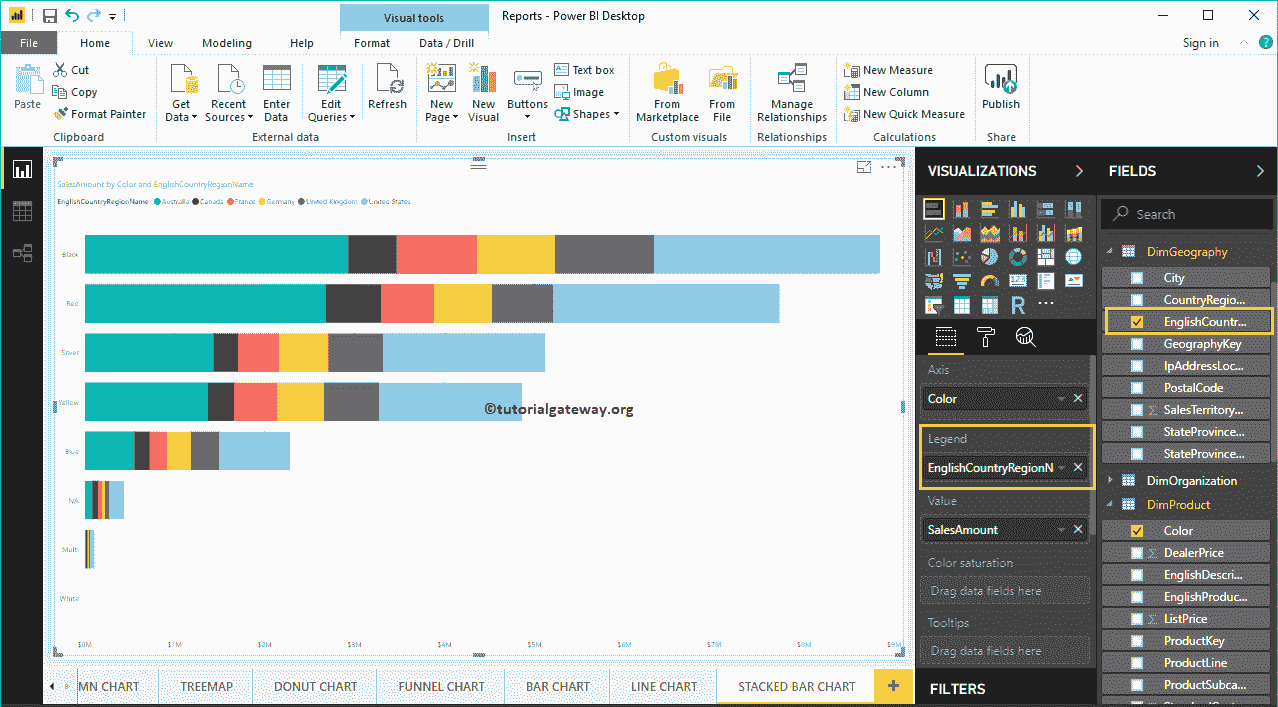 Visual tools
Reports - Power BI Desktop
File
Home
View
Modeling
Help
Format
Data / Drill
Sign in
Paste
Cut
Copy
Format Painter
Clipboard
Get Data
Recent Sources
Enter Data
Edit Queries
Refresh
External data
New Page
New Visual
Buttons
Text box
Image
Shapes
Insert
From Marketplace
From File
Custom visuals
Manage Relationships
Relationships
New Measure
New Column
New Quick Measure
Calculations
Publish
Share
SalesAmount by Color and EnglishCountryRegionName
EnglishCountryRegionName Australia Canada France Germany United Kingdom United States
Black
Red
Silver
Yellow
Blue
N/A
Multi
White
$0M $1M $2M $3M $4M $5M $6M $7M $8M $9M
©tutorialgateway.org
MN CHART
TREEMAP
DONUT CHART
FUNNEL CHART
BAR CHART
LINE CHART
STACKED BAR CHART
VISUALIZATIONS
R
Axis
Color
Legend
EnglishCountryRegionN
Value
SalesAmount
Color saturation
Drag data fields here
Tooltips
Drag data fields here
FILTERS
FIELDS
Search
DimGeography
City
CountryRegio...
EnglishCountr...
GeographyKey
IpAddressLoc...
PostalCode
Σ SalesTerritory...
StateProvince...
StateProvince...
DimOrganization
DimProduct
Color
Σ DealerPrice
EnglishDescri...
EnglishProduc...
Σ ListPrice
ProductKey
ProductLine
ProductSubca...